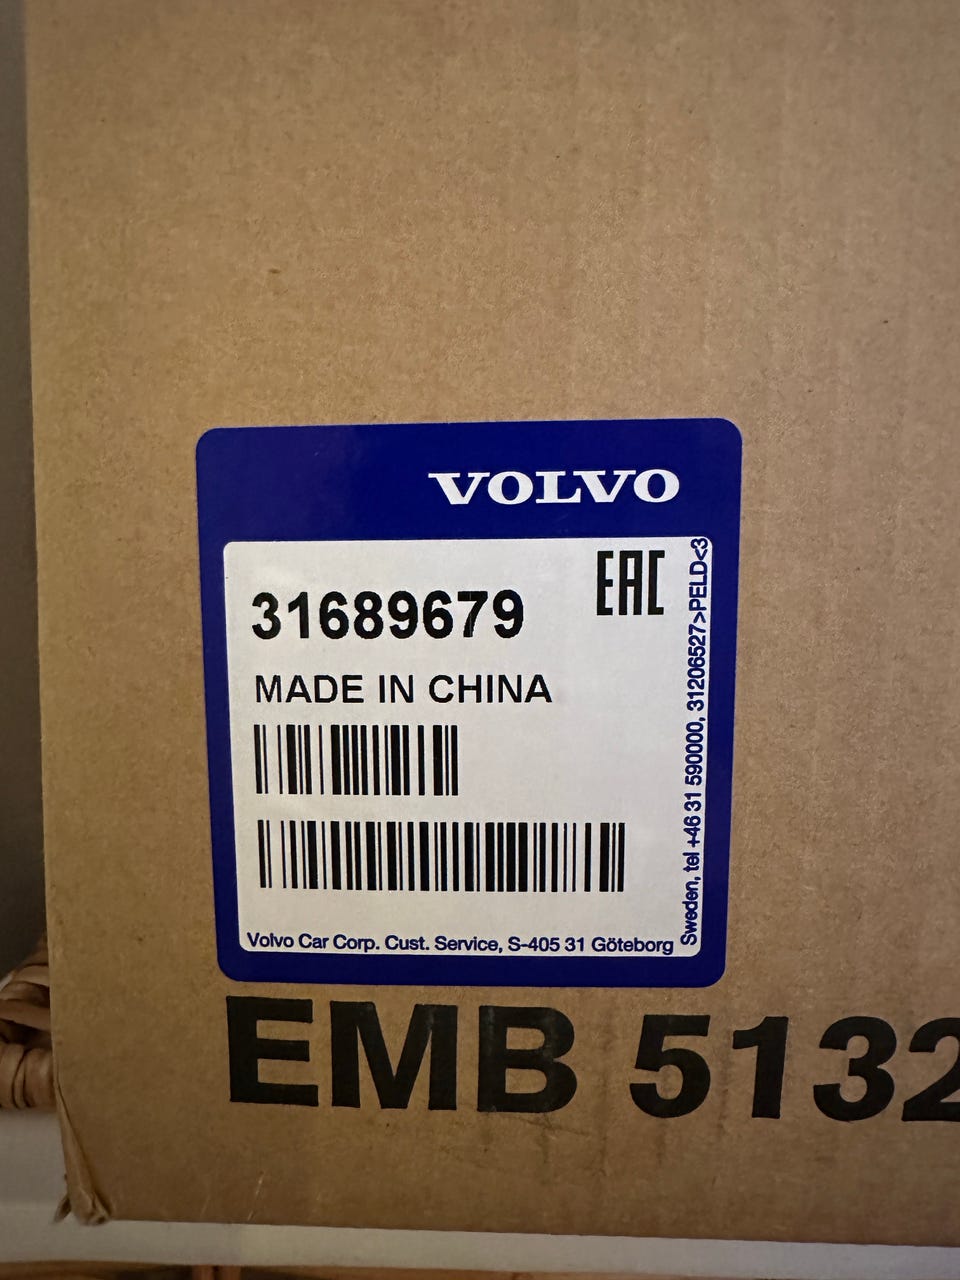 VOLVO
EAC
31689679
MADE IN CHINA
Volvo Car Corp. Cust. Service, S-405 31 Göteborg
Sweden, tel +46 31 590000, 31206527>PELD<3
EMB 5132